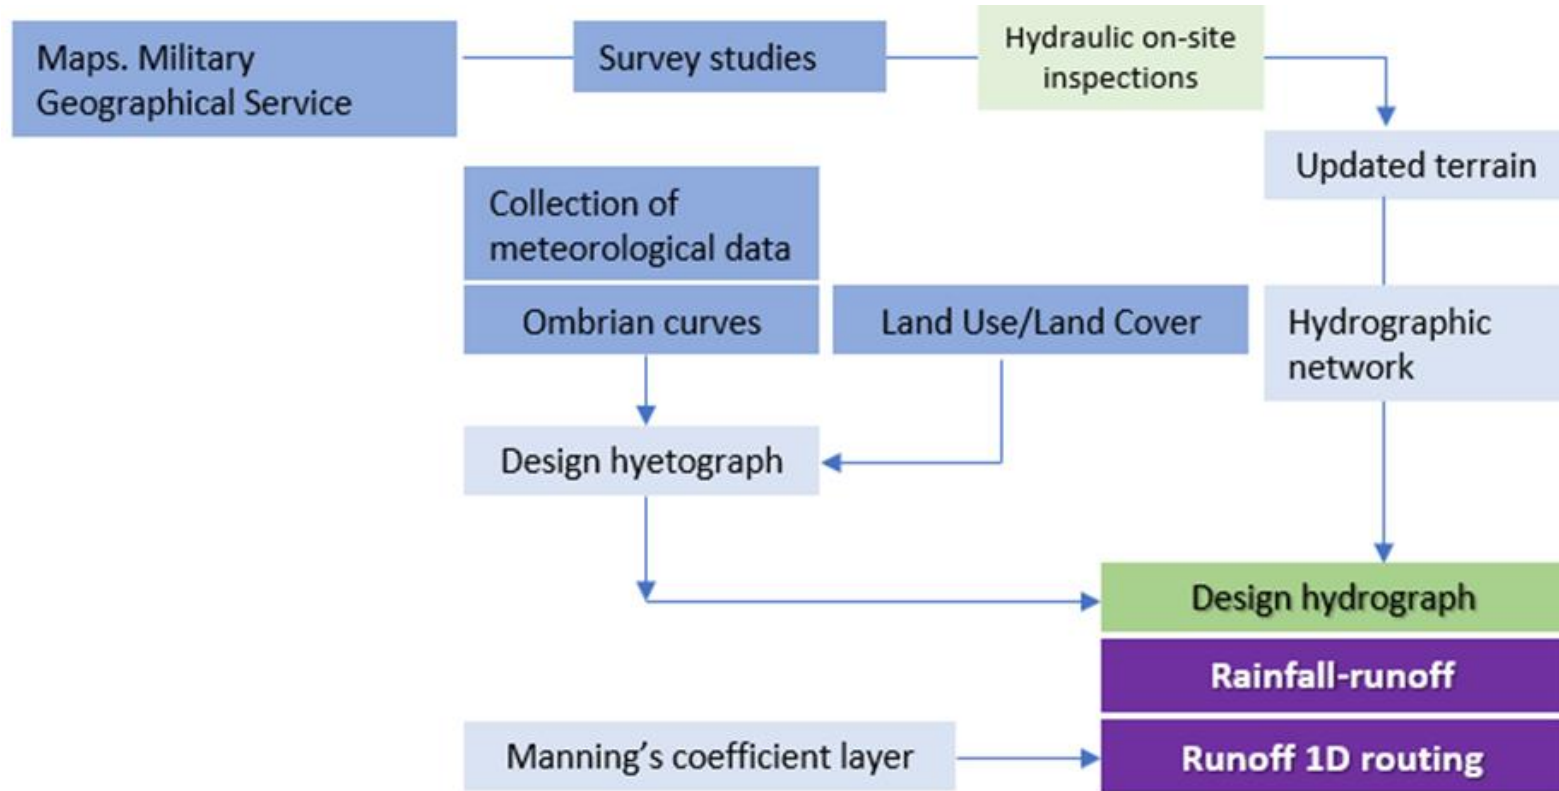 Maps. Military
Geographical Service
Survey studies
Hydraulic on-site
inspections
Updated terrain
Collection of
meteorological data
Ombrian curves
Land Use/Land Cover
Hydrographic
network
Design hyetograph
Design hydrograph
Rainfall-runoff
Manning’s coefficient layer
Runoff 1D routing